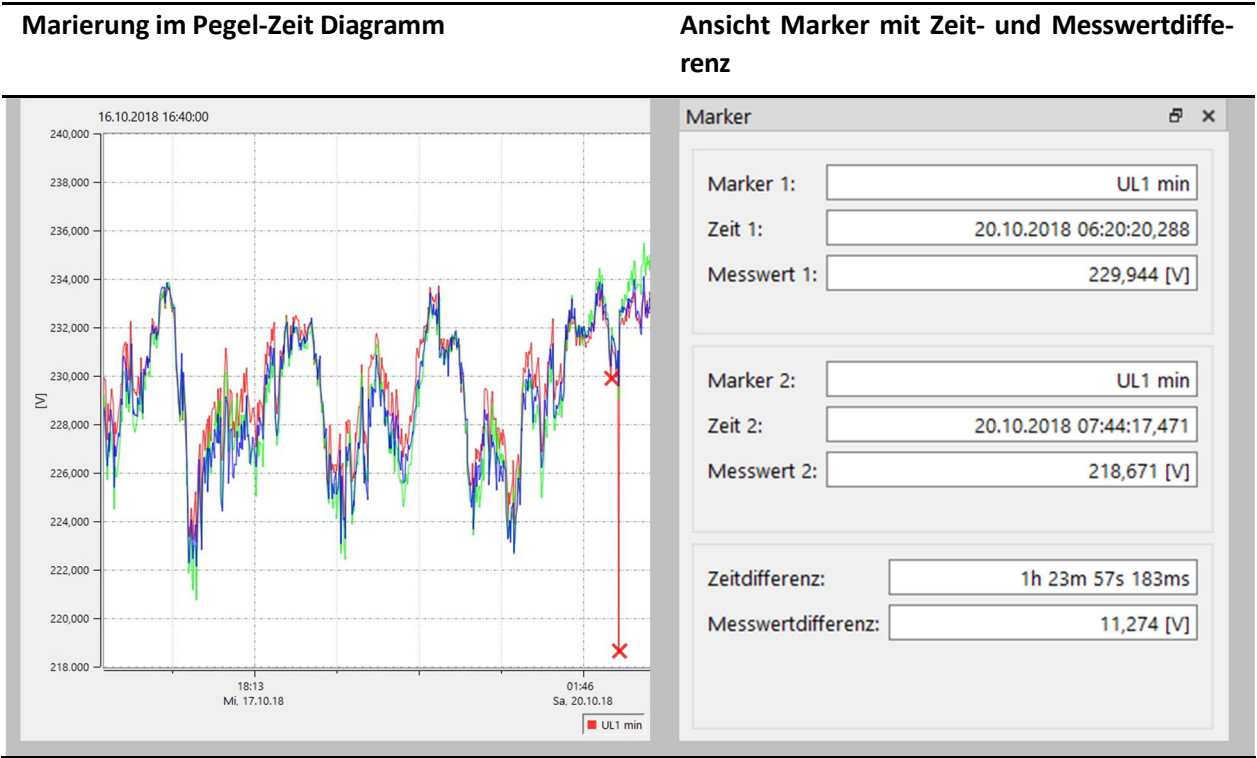 Marierung im Pegel-Zeit Diagramm
Ansicht Marker mit Zeit- und Messwertdiffe-
renz
16.10.2018 16:40:00
240,000
238,000
236,000
234,000
232,000
230,000
228,000
226,000
224,000
222,000
220,000
218.000
[V]
18:13
Mi, 17.10.18
01:46
Sa, 20.10.18
UL1 min
Marker
Marker 1: UL1 min
Zeit 1: 20.10.2018 06:20:20,288
Messwert 1: 229,944 [V]
Marker 2: UL1 min
Zeit 2: 20.10.2018 07:44:17,471
Messwert 2: 218,671 [V]
Zeitdifferenz: 1h 23m 57s 183ms
Messwertdifferenz: 11,274 [V]